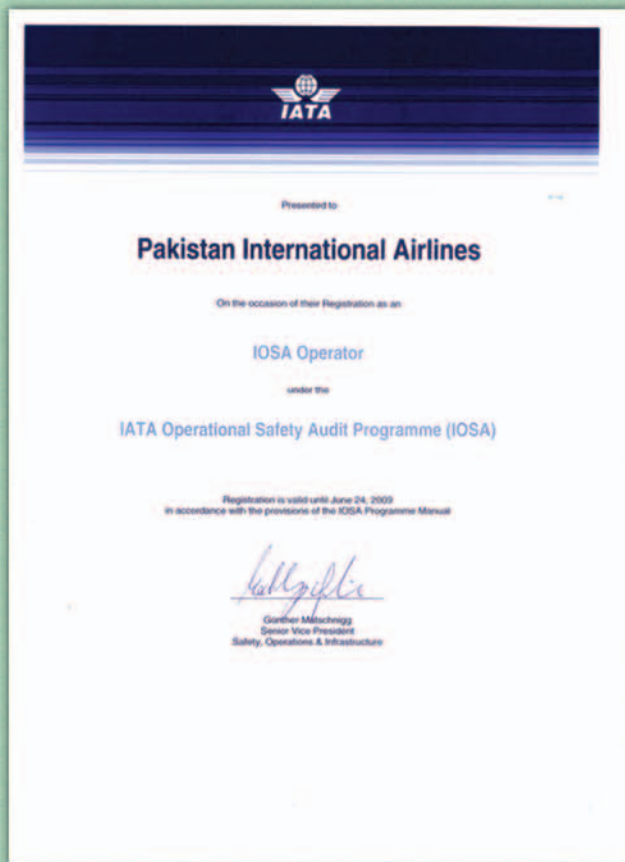 IATA
Presented to
Pakistan International Airlines
On the occasion of their Registration as an
IOSA Operator
under the
IATA Operational Safety Audit Programme (IOSA)
Registration is valid until June 24, 2009
in accordance with the provisions of the IOSA Programme Manual
Günther Matschnigg
Senior Vice President
Safety, Operations & Infrastructure